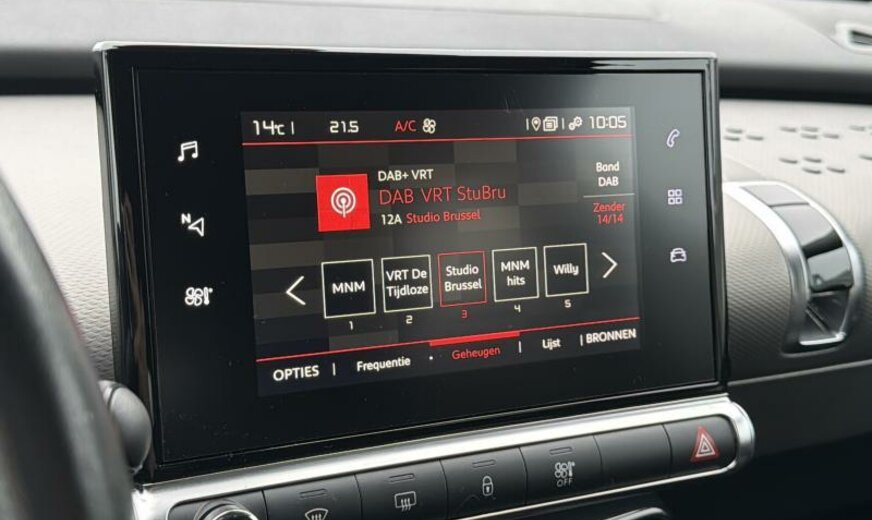 14°C | 21.5 A/C 10:05
DAB+ VRT
DAB VRT StuBru
12A Studio Brussel
Band
DAB
Zender
14/14
MNM
1
VRT De
Tijdloze
2
Studio
Brussel
3
MNM
hits
4
Willy
5
OPTIES | Frequentie • Geheugen | Lijst | BRONNEN
N
OFF